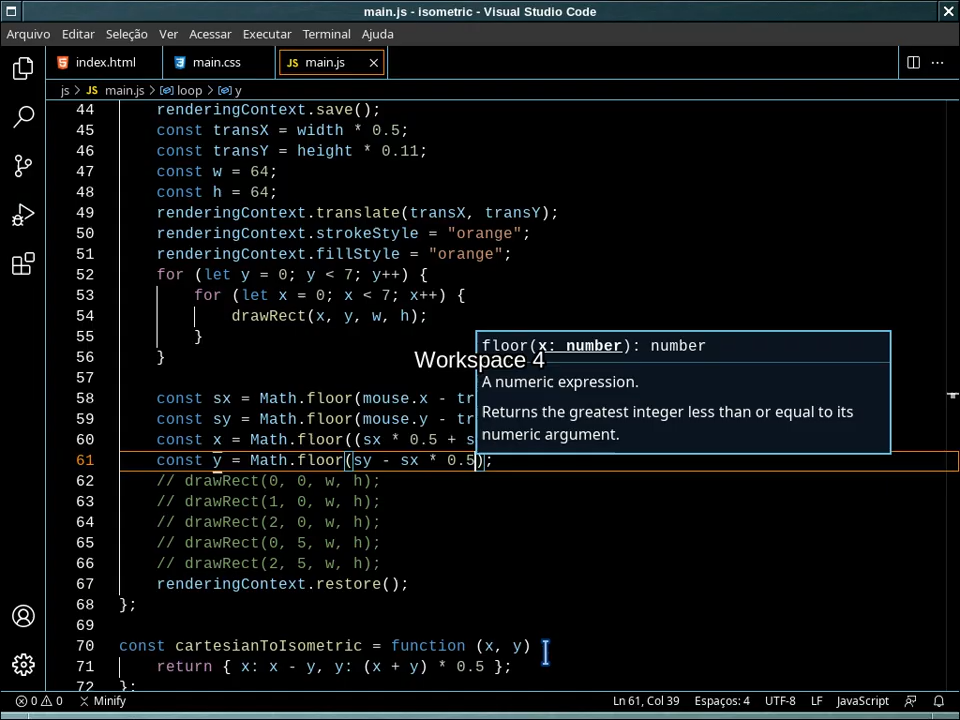 main.js - isometric - Visual Studio Code
Arquivo Editar Seleção Ver Acessar Executar Terminal Ajuda
index.html main.css JS main.js
js > JS main.js > loop > y
44 renderingContext.save();
45 const transX = width * 0.5;
46 const transY = height * 0.11;
47 const w = 64;
48 const h = 64;
49 renderingContext.translate(transX, transY);
50 renderingContext.strokeStyle = "orange";
51 renderingContext.fillStyle = "orange";
52 for (let y = 0; y < 7; y++) {
53 for (let x = 0; x < 7; x++) {
54 drawRect(x, y, w, h);
55 }
56 }
57
58 const sx = Math.floor(mouse.x - tr
59 const sy = Math.floor(mouse.y - tr
60 const x = Math.floor((sx * 0.5 + s
61 const y = Math.floor(sy - sx * 0.5);
floor(x: number): number
Workspace 4
A numeric expression.
Returns the greatest integer less than or equal to its
numeric argument.
62 // drawRect(0, 0, w, h);
63 // drawRect(1, 0, w, h);
64 // drawRect(2, 0, w, h);
65 // drawRect(0, 5, w, h);
66 // drawRect(2, 5, w, h);
67 renderingContext.restore();
68 };
69
70 const cartesianToIsometric = function (x, y)
71 return { x: x - y, y: (x + y) * 0.5 };
72 };
0 0 Minify Ln 61, Col 39 Espaços: 4 UTF-8 LF JavaScript